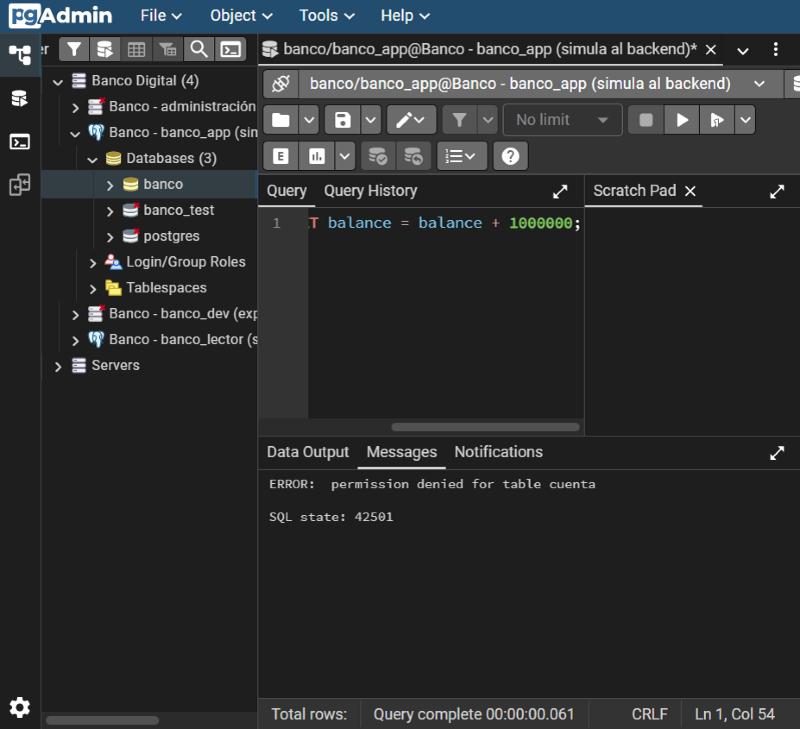 pgAdmin File Object Tools Help
er
banco/banco_app@Banco - banco_app (simula al backend)*
Banco Digital (4)
Banco - administración
Banco - banco_app (sim
Databases (3)
banco
banco_test
postgres
Login/Group Roles
Tablespaces
Banco - banco_dev (exp
Banco - banco_lector (s
Servers
banco/banco_app@Banco - banco_app (simula al backend)
No limit
E
Query Query History
Scratch Pad
1 T balance = balance + 1000000;
Data Output Messages Notifications
ERROR: permission denied for table cuenta
SQL state: 42501
Total rows: Query complete 00:00:00.061 CRLF Ln 1, Col 54